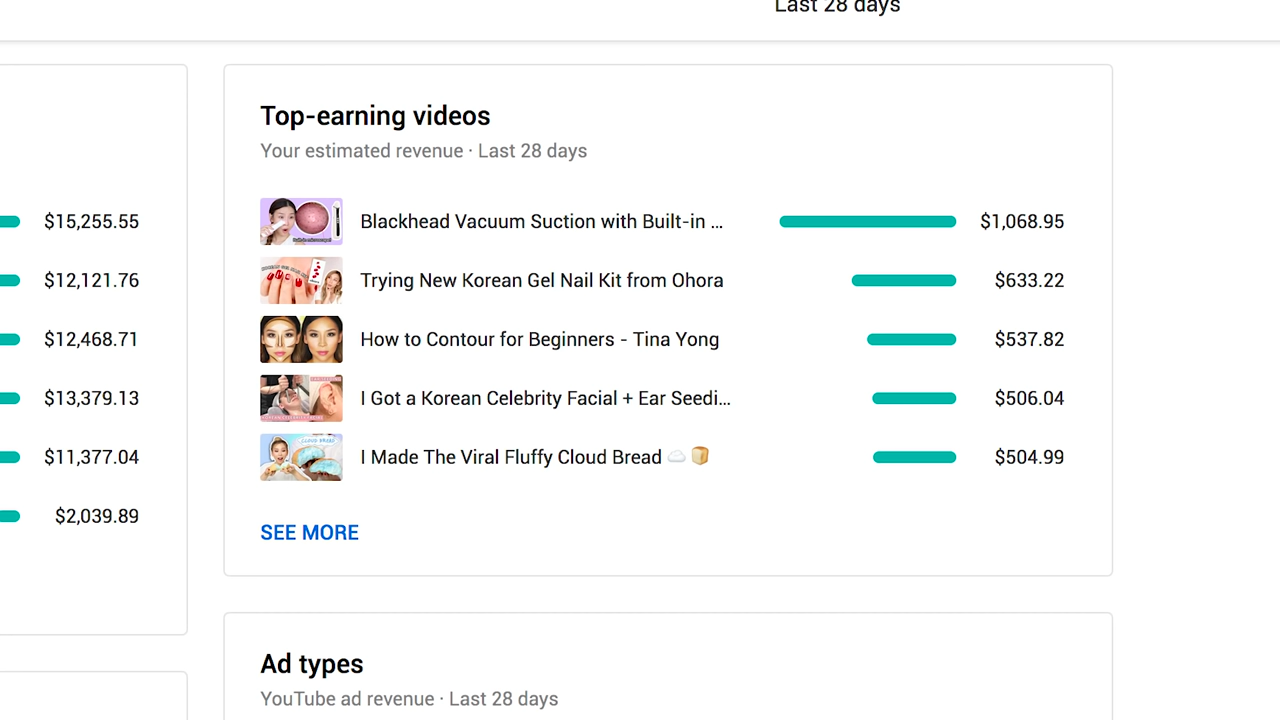 Last 28 days
Top-earning videos
Your estimated revenue · Last 28 days
$15,255.55
Blackhead Vacuum Suction with Built-in ...
$1,068.95
$12,121.76
Trying New Korean Gel Nail Kit from Ohora
$633.22
$12,468.71
How to Contour for Beginners - Tina Yong
$537.82
$13,379.13
I Got a Korean Celebrity Facial + Ear Seedi...
$506.04
CLOUD BREAD
$11,377.04
I Made The Viral Fluffy Cloud Bread ☁️🍞
$504.99
$2,039.89
SEE MORE
Ad types
YouTube ad revenue · Last 28 days